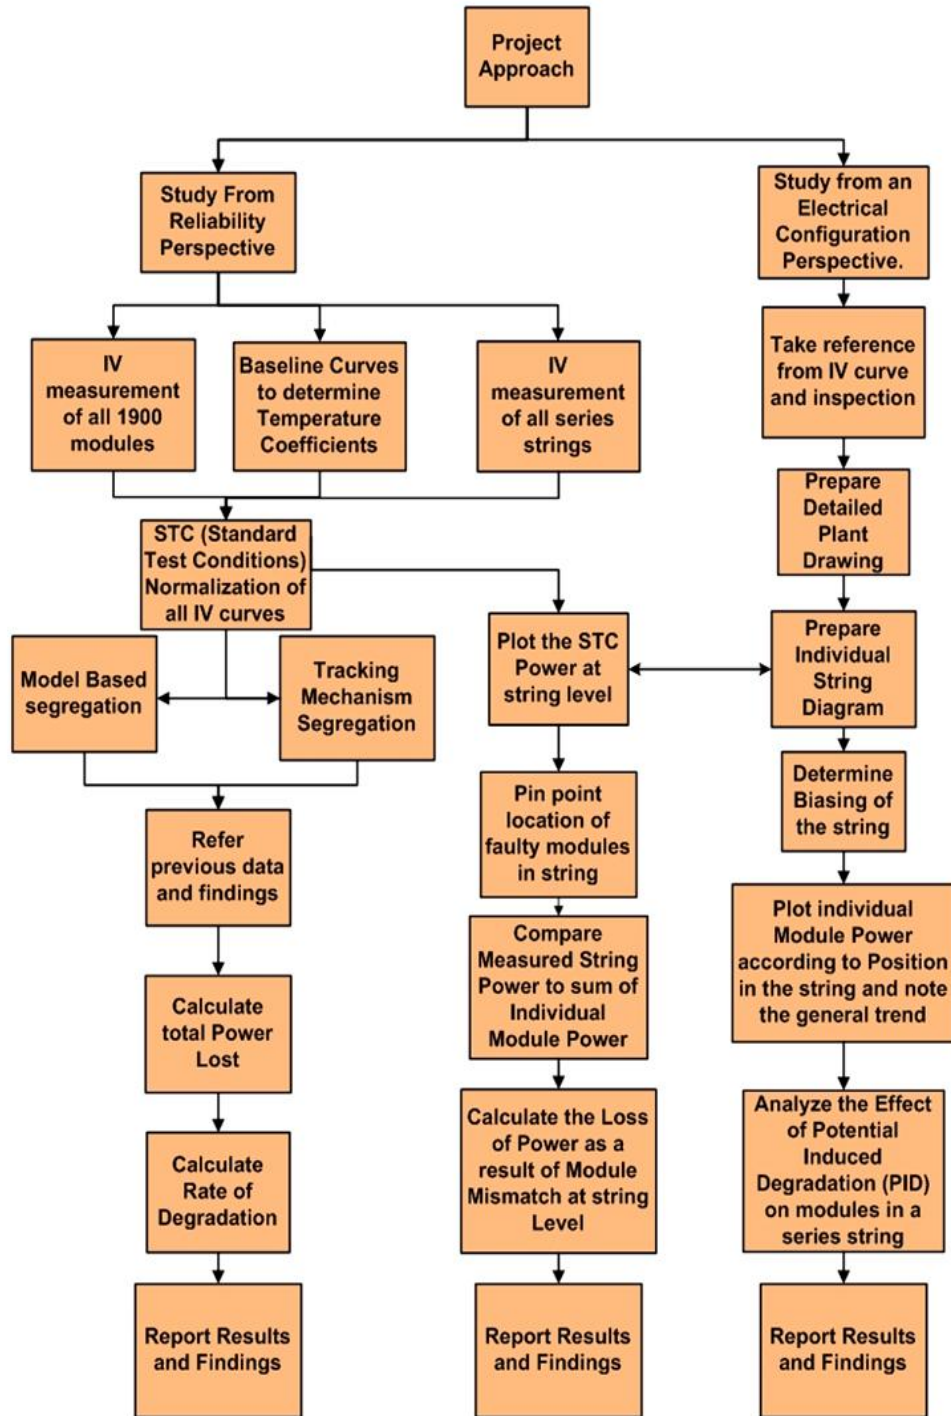 Project
Approach
Study From
Reliability
Perspective
Study from an
Electrical
Configuration
Perspective.
IV
measurement
of all 1900
modules
Baseline Curves
to determine
Temperature
Coefficients
IV
measurement
of all series
strings
Take reference
from IV curve
and inspection
STC (Standard
Test Conditions)
Normalization of
all IV curves
Prepare
Detailed
Plant
Drawing
Model Based
segregation
Tracking
Mechanism
Segregation
Plot the STC
Power at
string level
Prepare
Individual
String
Diagram
Refer
previous data
and findings
Pin point
location of
faulty modules
in string
Determine
Biasing of
the string
Calculate
total Power
Lost
Compare
Measured String
Power to sum of
Individual
Module Power
Plot individual
Module Power
according to Position
in the string and note
the general trend
Calculate
Rate of
Degradation
Calculate the Loss
of Power as a
result of Module
Mismatch at string
Level
Analyze the Effect
of Potential
Induced
Degradation (PID)
on modules in a
series string
Report Results
and Findings
Report Results
and Findings
Report Results
and Findings